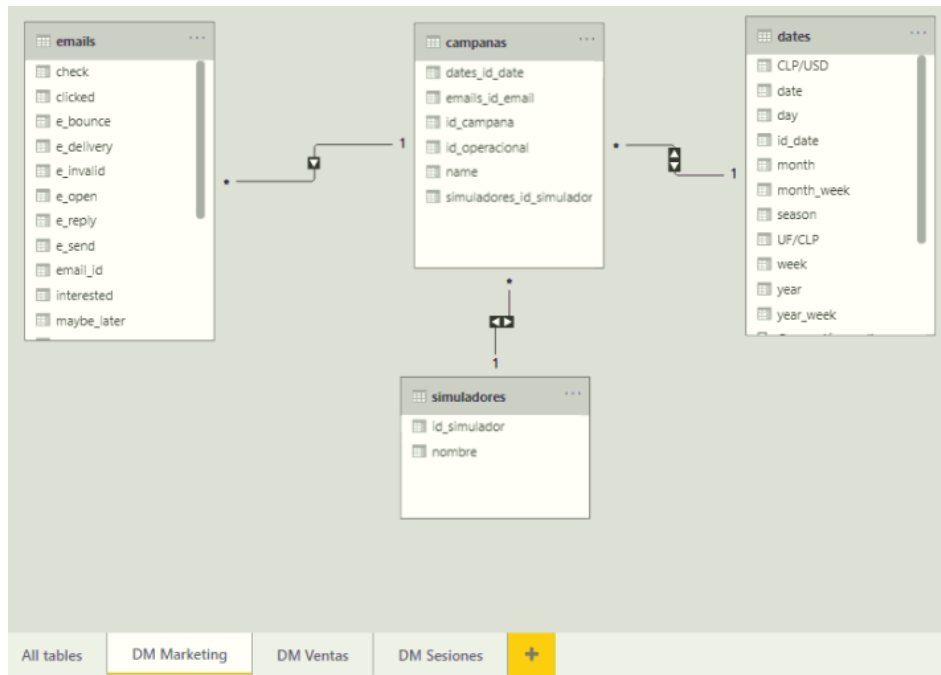 emails
check
clicked
e_bounce
e_delivery
e_invalid
e_open
e_reply
e_send
email_id
interested
maybe_later
campanas
dates_id_date
emails_id_email
id_campana
id_operacional
name
simuladores_id_simulador
dates
CLP/USD
date
day
id_date
month
month_week
season
UF/CLP
week
year
year_week
* 1
* 1
*
1
simuladores
id_simulador
nombre
All tables DM Marketing DM Ventas DM Sesiones +